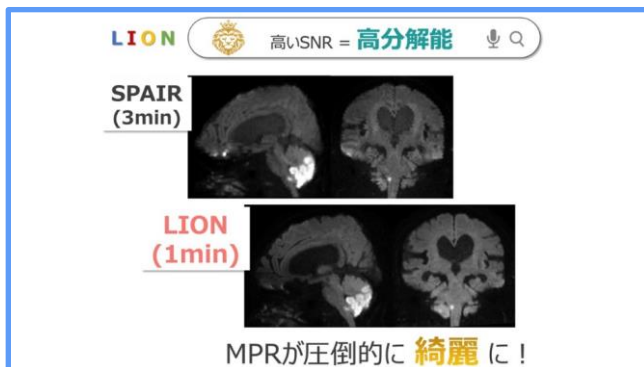 LION 高いSNR = 高分解能
SPAIR
(3min)
LION
(1min)
MPRが圧倒的に 綺麗 に！